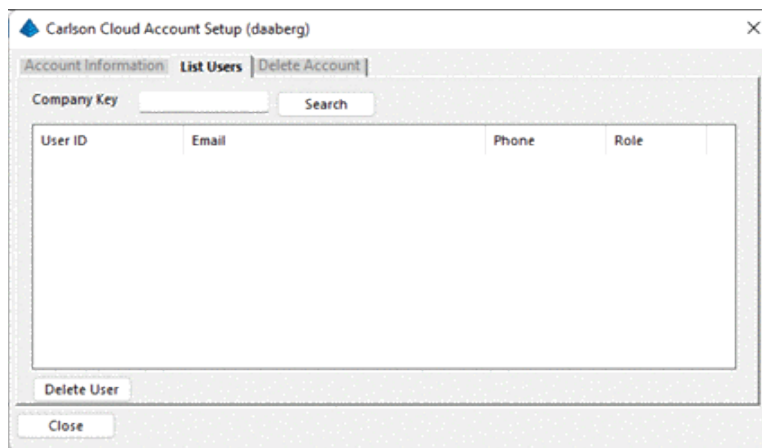 Carlson Cloud Account Setup (daaberg)
Account Information List Users Delete Account
Company Key Search
User ID Email Phone Role
Delete User
Close